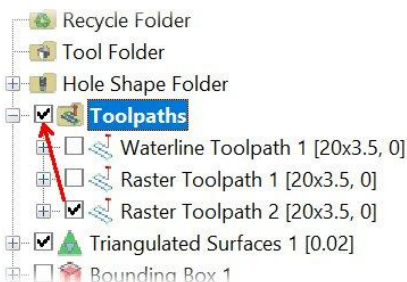 Recycle Folder
Tool Folder
Hole Shape Folder
Toolpaths
Waterline Toolpath 1 [20x3.5, 0]
Raster Toolpath 1 [20x3.5, 0]
Raster Toolpath 2 [20x3.5, 0]
Triangulated Surfaces 1 [0.02]
Bounding Box 1